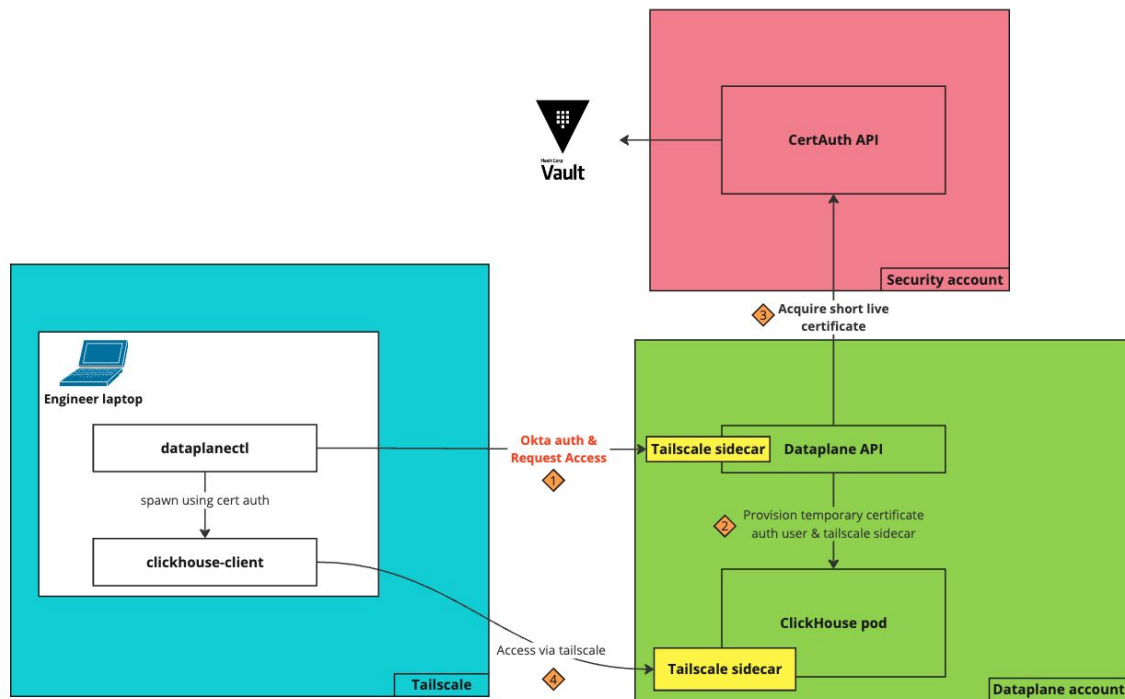 CertAuth API
Hash Corp
Vault
Security account
3
Acquire short live
certificate
Engineer laptop
dataplanectl
Okta auth &
Request Access
1
Tailscale sidecar
Dataplane API
spawn using cert auth
2
Provision temporary certificate
auth user & tailscale sidecar
clickhouse-client
ClickHouse pod
Access via tailscale
4
Tailscale sidecar
Tailscale
Dataplane account